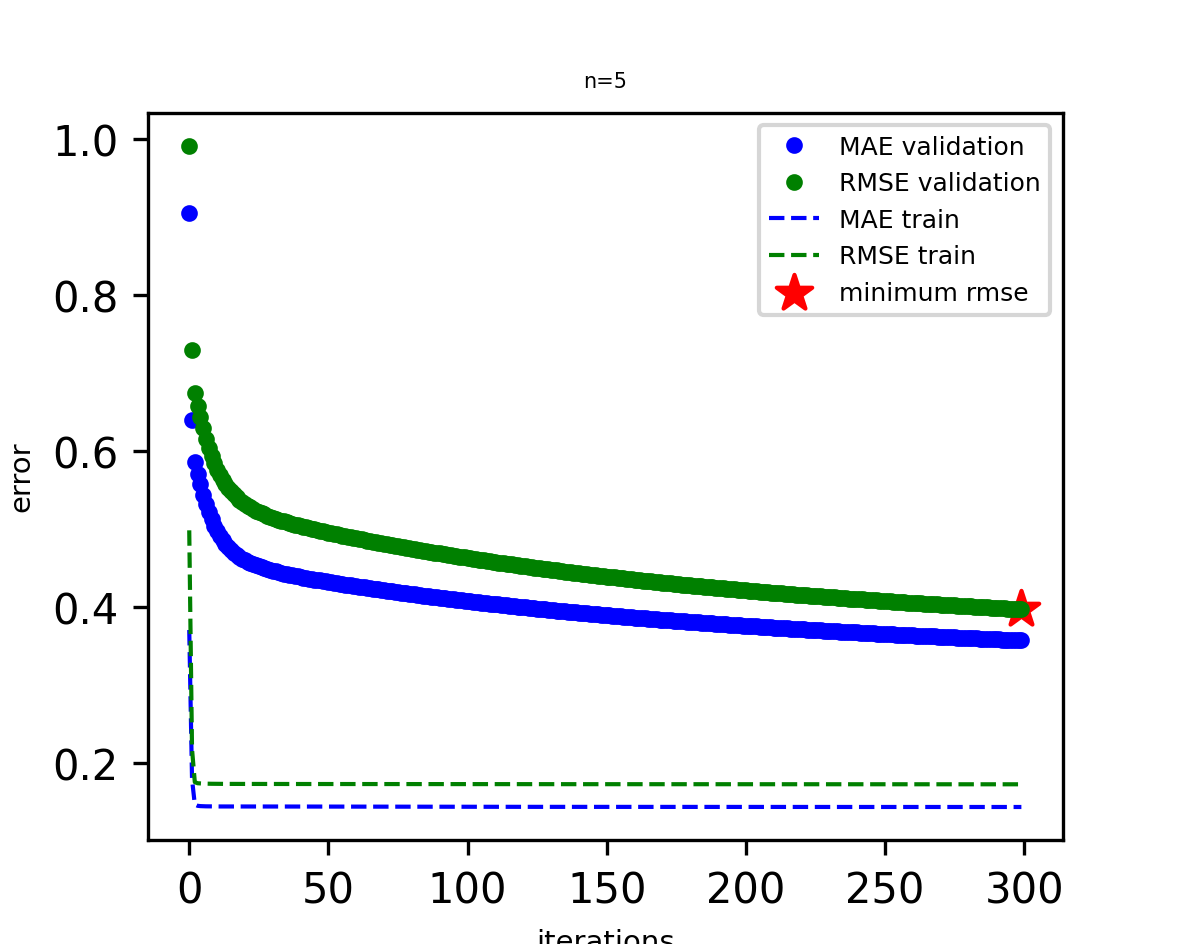 n=5
1.0
0.8
0.6
0.4
0.2
error
MAE validation
RMSE validation
MAE train
RMSE train
minimum rmse
0 50 100 150 200 250 300
iterations